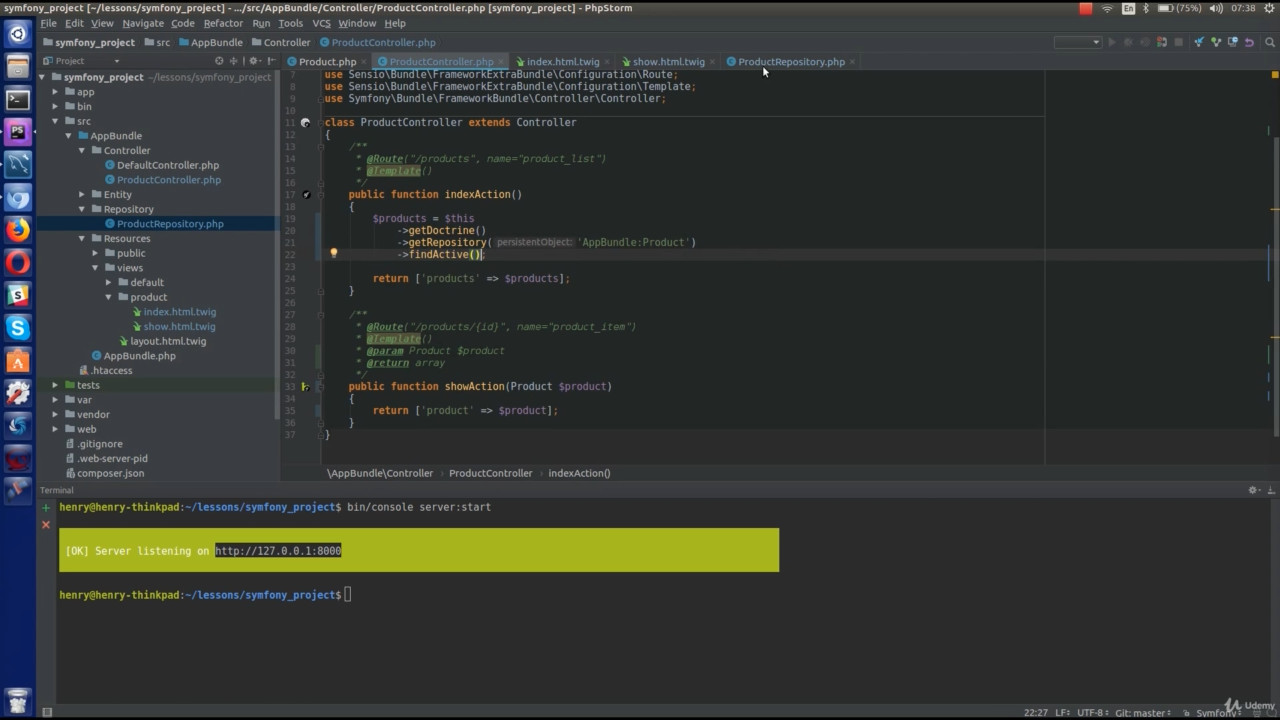 symfony_project (~/lessons/symfony_project) - .../src/AppBundle/Controller/ProductController.php [symfony_project] - PhpStorm
En
(75%)
07:38
File Edit View Navigate Code Refactor Run Tools VCS Window Help
symfony_project src AppBundle Controller ProductController.php
Project
Product.php ProductController.php index.html.twig show.html.twig ProductRepository.php
symfony_project ~/lessons/symfony_project
app
bin
src
AppBundle
Controller
DefaultController.php
ProductController.php
Entity
Repository
ProductRepository.php
Resources
public
views
default
product
index.html.twig
show.html.twig
layout.html.twig
AppBundle.php
.htaccess
tests
var
vendor
web
.gitignore
.web-server-pid
composer.json
7 use Sensio\Bundle\FrameworkExtraBundle\Configuration\Route;
8 use Sensio\Bundle\FrameworkExtraBundle\Configuration\Template;
9 use Symfony\Bundle\FrameworkBundle\Controller\Controller;
10
11 class ProductController extends Controller
12 {
13 /**
14 * @Route("/products", name="product_list")
15 * @Template()
16 */
17 public function indexAction()
18 {
19 $products = $this
20 ->getDoctrine()
21 ->getRepository( persistentObject: 'AppBundle:Product')
22 ->findActive();
23
24 return ['products' => $products];
25 }
26
27 /**
28 * @Route("/products/{id}", name="product_item")
29 * @Template()
30 * @param Product $product
31 * @return array
32 */
33 public function showAction(Product $product)
34 {
35 return ['product' => $product];
36 }
37 }
\AppBundle\Controller ProductController indexAction()
Terminal
henry@henry-thinkpad:~/lessons/symfony_project$ bin/console server:start
[OK] Server listening on http://127.0.0.1:8000
henry@henry-thinkpad:~/lessons/symfony_project$
22:27 LF÷ UTF-8÷ Git: master÷ Symfony
Udemy